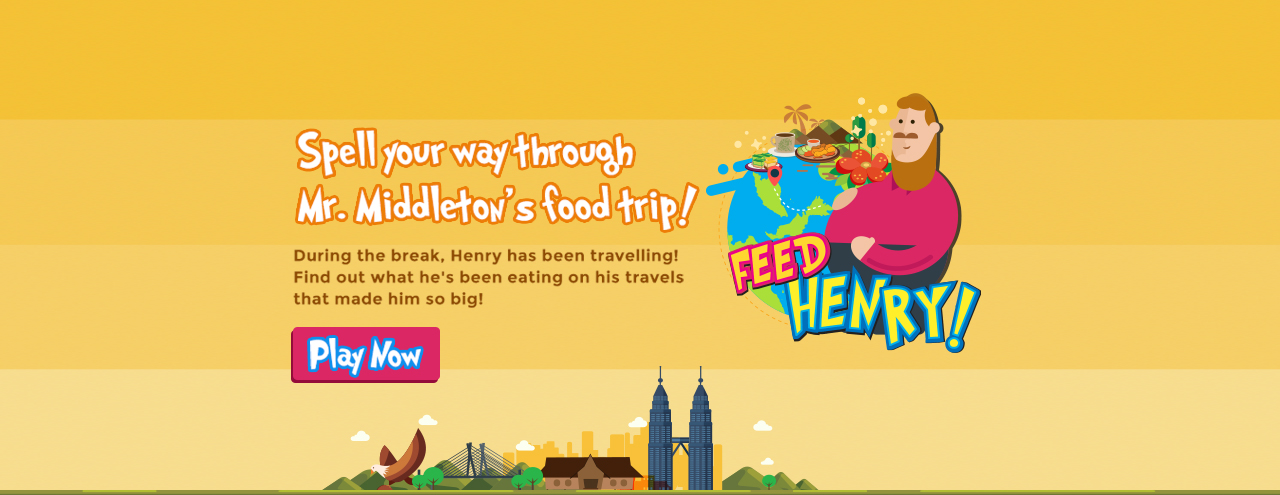 Spell your way through
Mr. Middleton's food trip!
During the break, Henry has been travelling!
Find out what he's been eating on his travels
that made him so big!
Play Now
FEED
HENRY!